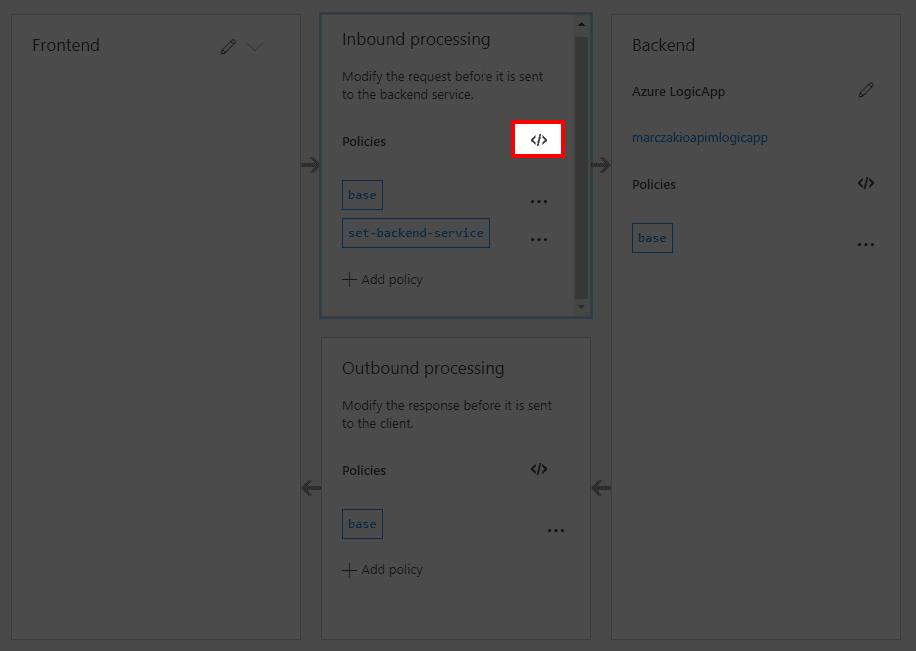 Frontend
Inbound processing
Modify the request before it is sent
to the backend service.
Policies
</>
base
...
set-backend-service
...
Add policy
Outbound processing
Modify the response before it is sent
to the client.
Policies
</>
base
...
Add policy
Backend
Azure LogicApp
marczakioapimlogicapp
Policies
</>
base
...